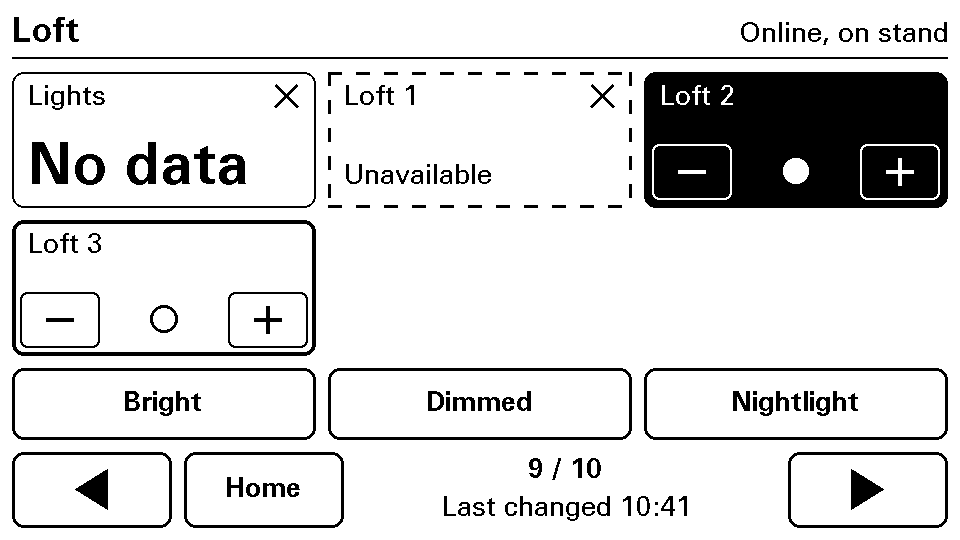 Loft
Online, on stand
Lights
No data
Loft 1
Unavailable
Loft 2
Loft 3
Bright
Dimmed
Nightlight
Home
9 / 10
Last changed 10:41